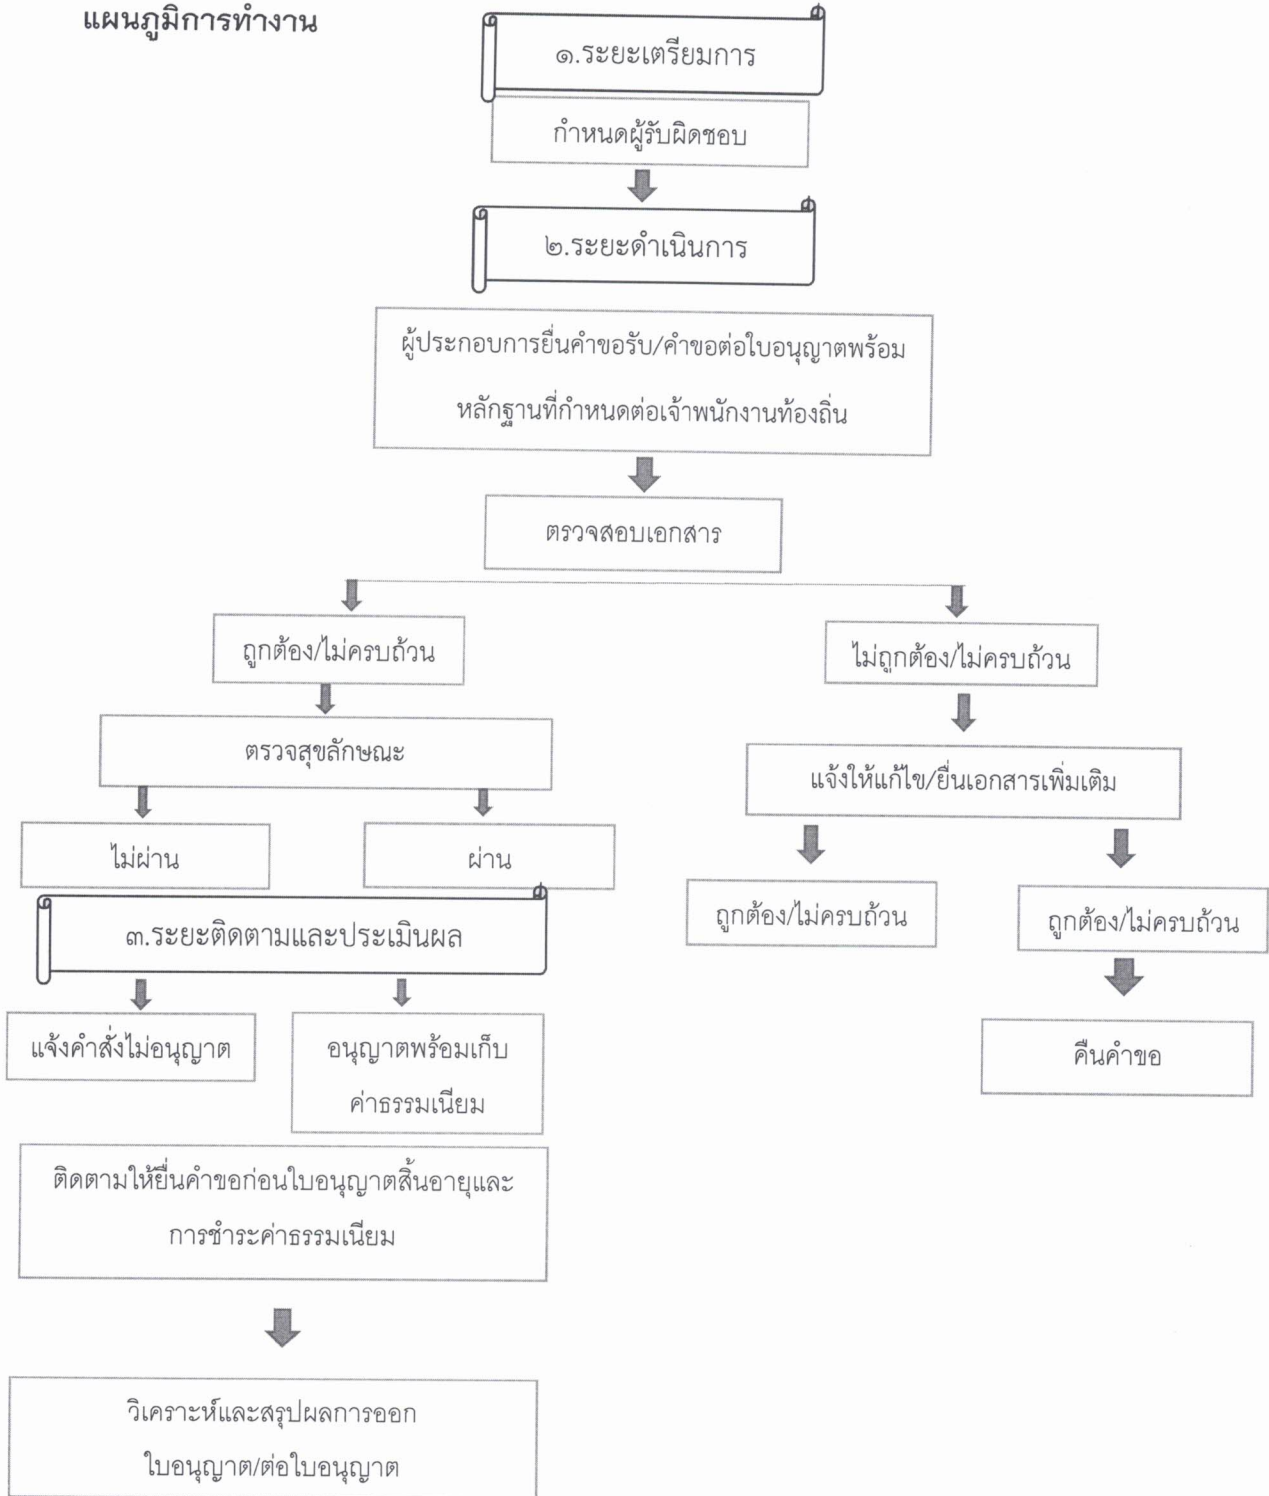 แผนภูมิการทำงาน
๑.ระยะเตรียมการ
กำหนดผู้รับผิดชอบ
๒.ระยะดำเนินการ
ผู้ประกอบการยื่นคำขอรับ/คำขอต่อใบอนุญาตพร้อม
หลักฐานที่กำหนดต่อเจ้าพนักงานท้องถิ่น
ตรวจสอบเอกสาร
ถูกต้อง/ไม่ครบถ้วน
ไม่ถูกต้อง/ไม่ครบถ้วน
ตรวจสุขลักษณะ
แจ้งให้แก้ไข/ยื่นเอกสารเพิ่มเติม
ไม่ผ่าน
ผ่าน
ถูกต้อง/ไม่ครบถ้วน
ถูกต้อง/ไม่ครบถ้วน
๓.ระยะติดตามและประเมินผล
แจ้งคำสั่งไม่อนุญาต
อนุญาตพร้อมเก็บ
ค่าธรรมเนียม
คืนคำขอ
ติดตามให้ยื่นคำขอก่อนใบอนุญาตสิ้นอายุและ
การชำระค่าธรรมเนียม
วิเคราะห์และสรุปผลการออก
ใบอนุญาต/ต่อใบอนุญาต